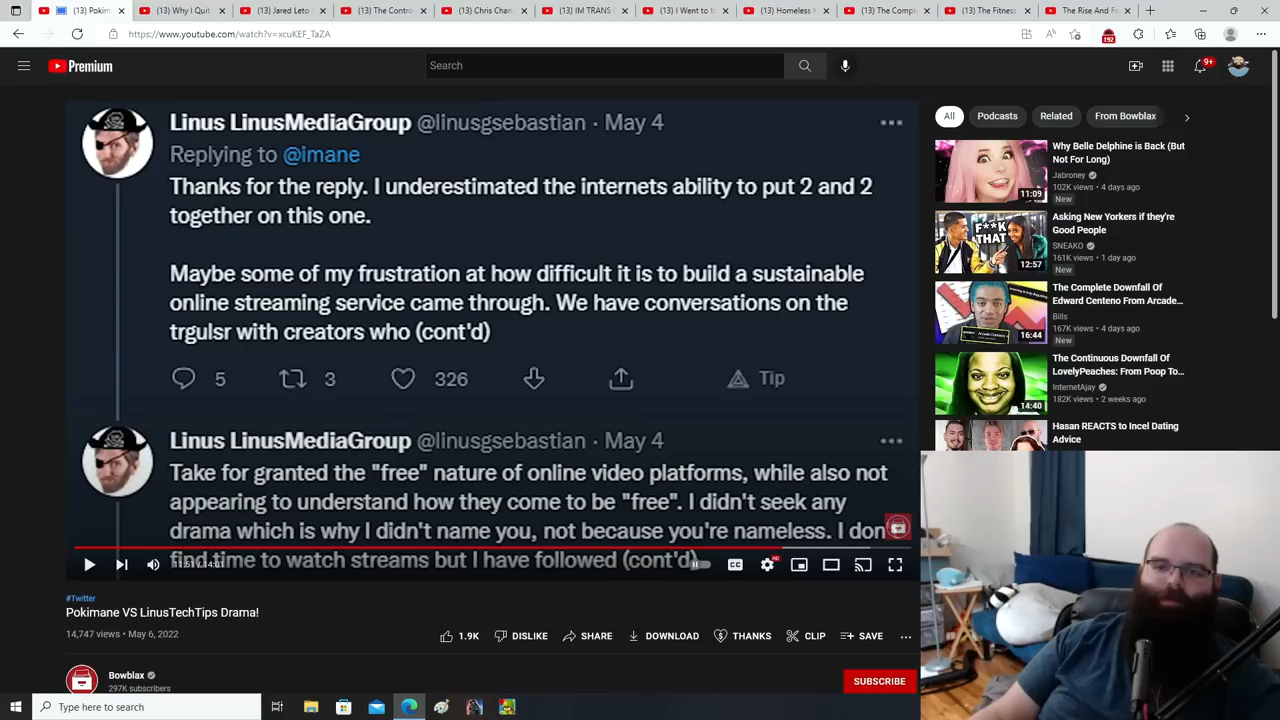 (13) Pokim
(13) Why I Quit
(13) Jared Leto
(13) The Contro
(13) Chris Chan
(13) IM TRANS
(13) I Went to th
(13) Homeless
(13) The Comple
(13) The Fitness
The Rise And Fa
https://www.youtube.com/watch?v=xcuKEF_TaZA
192
Premium
Search
9+
Linus LinusMediaGroup @linusgsebastian · May 4
Replying to @imane
Thanks for the reply. I underestimated the internets ability to put 2 and 2
together on this one.
Maybe some of my frustration at how difficult it is to build a sustainable
online streaming service came through. We have conversations on the
trgulsr with creators who (cont'd)
5
3
326
Tip
Linus LinusMediaGroup @linusgsebastian · May 4
Take for granted the "free" nature of online video platforms, while also not
appearing to understand how they come to be "free". I didn't seek any
drama which is why I didn't name you, not because you're nameless. I don
find time to watch streams but I have followed (cont'd)
11:51 / 14:01
CC
HD
#Twitter
Pokimane VS LinusTechTips Drama!
14,747 views • May 6, 2022
1.9K
DISLIKE
SHARE
DOWNLOAD
THANKS
CLIP
SAVE
Bowblax
297K subscribers
SUBSCRIBE
All
Podcasts
Related
From Bowblax
11:09
Why Belle Delphine is Back (But
Not For Long)
Jabroney
102K views • 4 days ago
New
F**K
THAT
12:57
Asking New Yorkers if they're
Good People
SNEAKO
161K views • 1 day ago
New
16:44
The Complete Downfall Of
Edward Centeno From Arcade...
Bills
167K views • 4 days ago
New
14:40
The Continuous Downfall Of
LovelyPeaches: From Poop To...
InternetAjay
182K views • 2 weeks ago
Hasan REACTS to Incel Dating
Advice
Type here to search